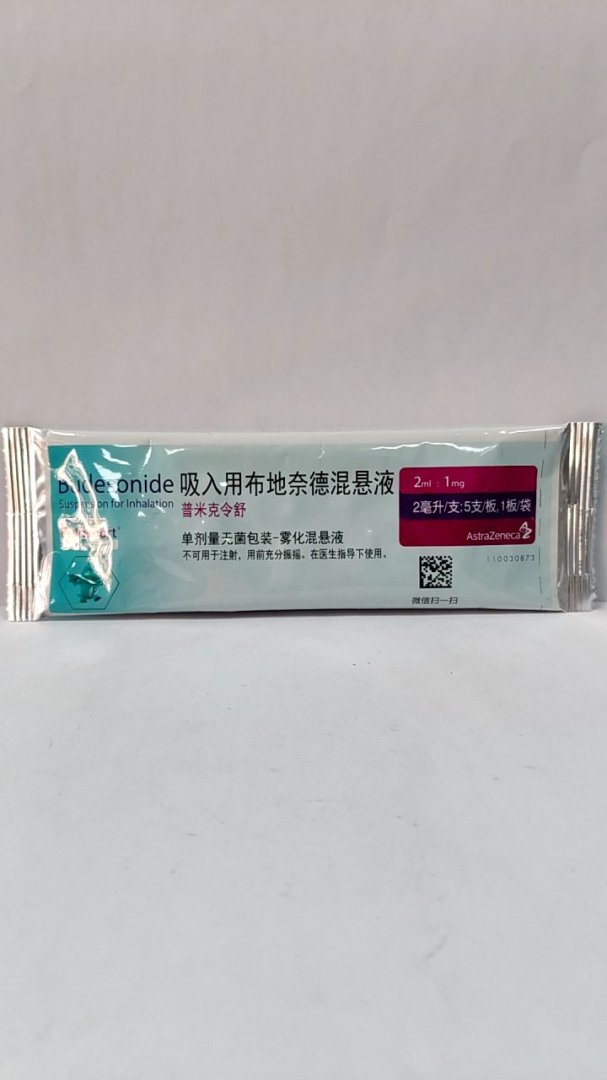 吸入用布地奈德混悬液
Suspension for Inhalation
普米克令舒
单剂量无菌包装-雾化混悬液
不可用于注射，用前充分振摇。在医生指导下使用。
2ml : 1mg
2毫升/支:5支/板,1板/袋
AstraZeneca
110030873
微信扫一扫